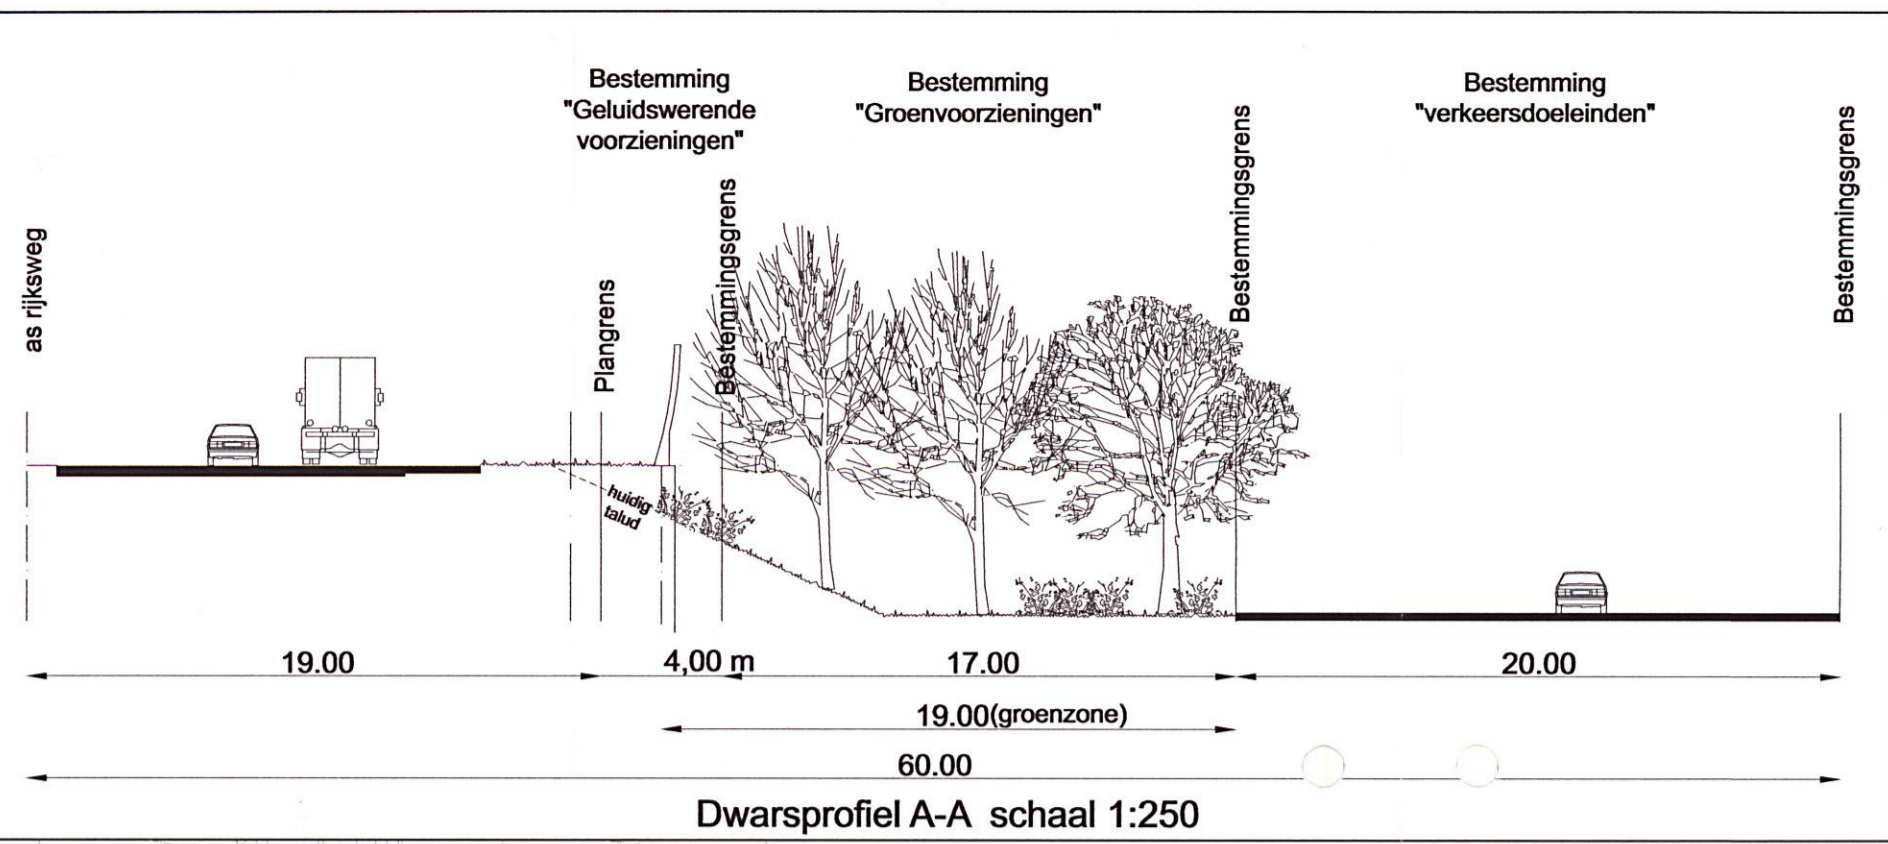 Bestemming
"Geluidswerende
voorzieningen"
Bestemming
"Groenvoorzieningen"
Bestemming
"verkeersdoeleinden"
as rijksweg
Plangrens
Bestemmingsgrens
Bestemmingsgrens
Bestemmingsgrens
huidig
talud
19.00
4,00 m
17.00
20.00
19.00(groenzone)
60.00
Dwarsprofiel A-A schaal 1:250